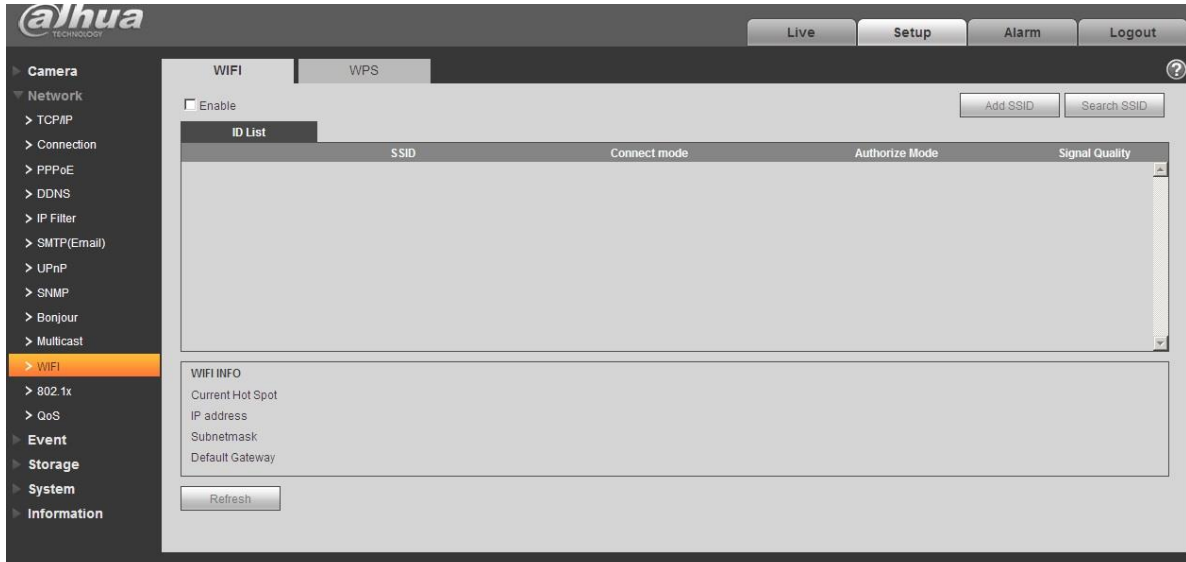 alhua
TECHNOLOGY
Live Setup Alarm Logout
Camera
Network
> TCP/IP
> Connection
> PPPoE
> DDNS
> IP Filter
> SMTP(Email)
> UPnP
> SNMP
> Bonjour
> Multicast
> WIFI
> 802.1x
> QoS
Event
Storage
System
Information
WIFI WPS
?
Enable Add SSID Search SSID
ID List
SSID Connect mode Authorize Mode Signal Quality
WIFI INFO
Current Hot Spot
IP address
Subnetmask
Default Gateway
Refresh